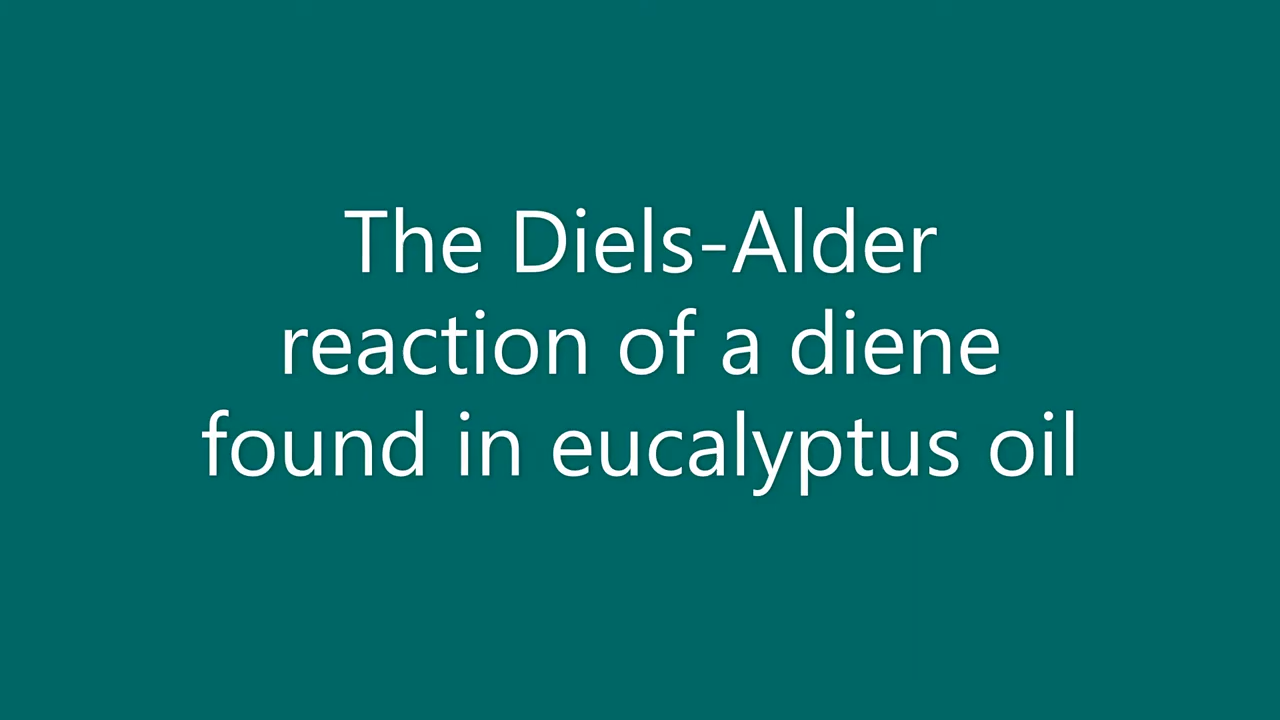 The Diels-Alder
reaction of a diene
found in eucalyptus oil